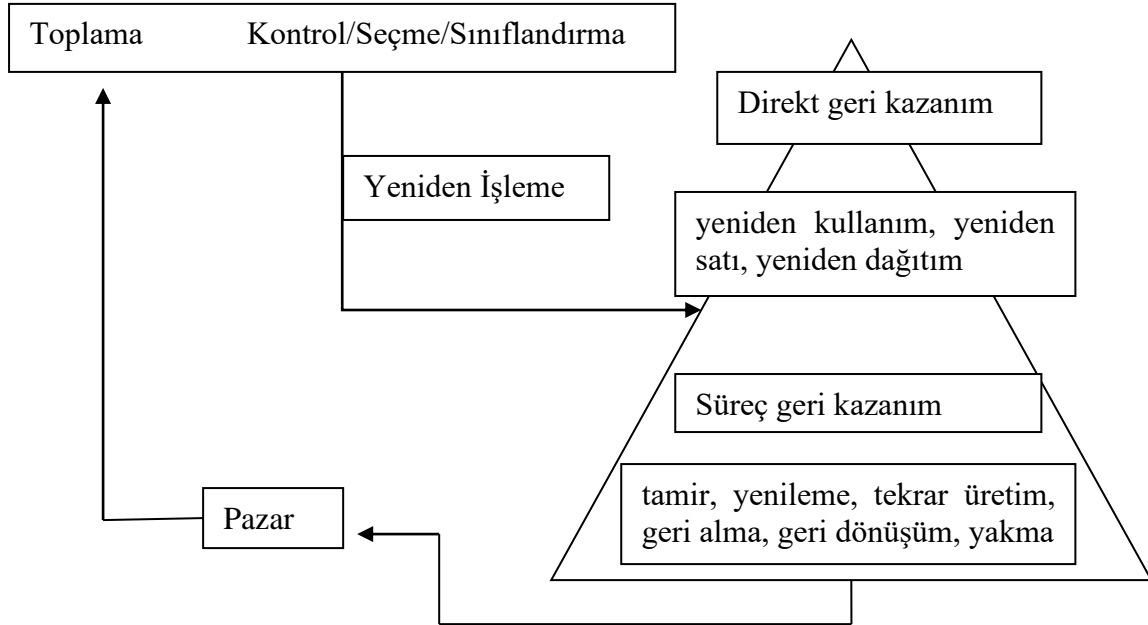 Toplama Kontrol/Seçme/Sınıflandırma
Direkt geri kazanım
Yeniden İşleme
yeniden kullanım, yeniden
satı, yeniden dağıtım
Süreç geri kazanım
tamir, yenileme, tekrar üretim,
geri alma, geri dönüşüm, yakma
Pazar